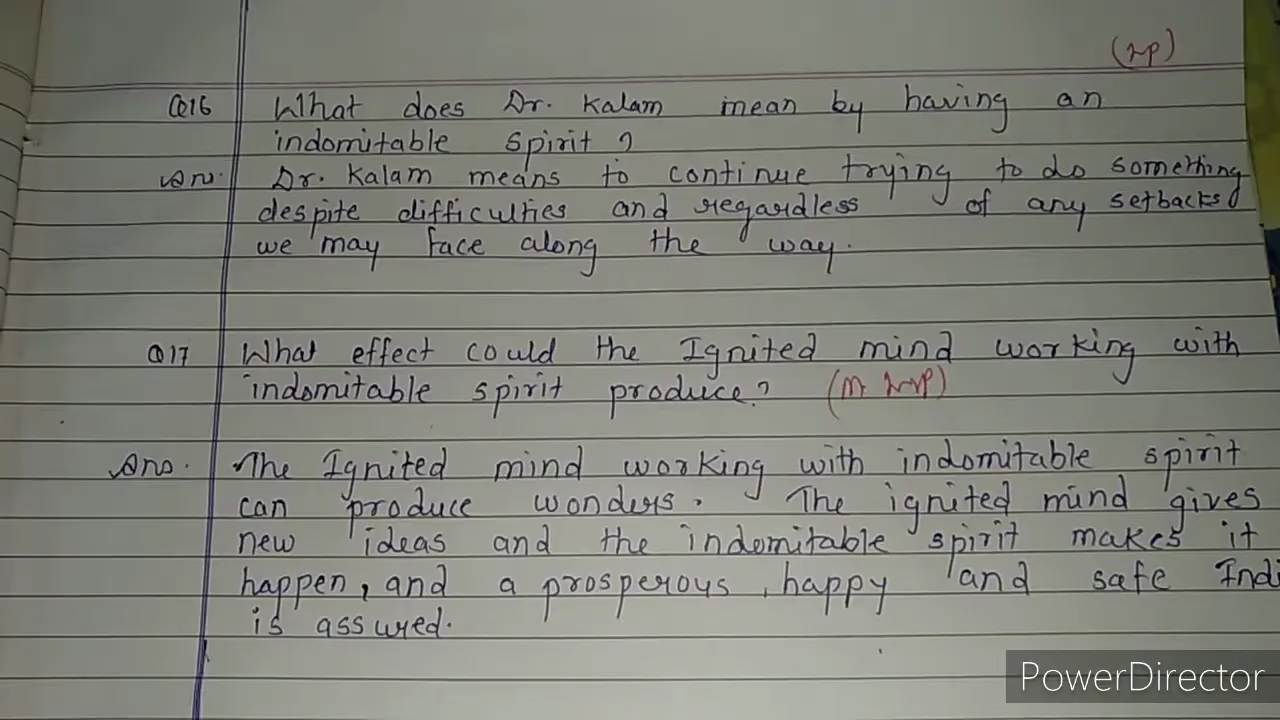 (Imp)
Q16 What does Dr. Kalam mean by having an
indomitable spirit?
Ans. Dr. Kalam means to continue trying to do something
despite difficulties and regardless of any setbacks
we may face along the way.
Q17 What effect could the Ignited mind working with
indomitable spirit produce?
Ans. The Ignited mind working with indomitable spirit
can produce wonders. The ignited mind gives
new ideas and the indomitable spirit makes it
happen, and a prosperous, happy and safe Indi
is assured.
PowerDirector